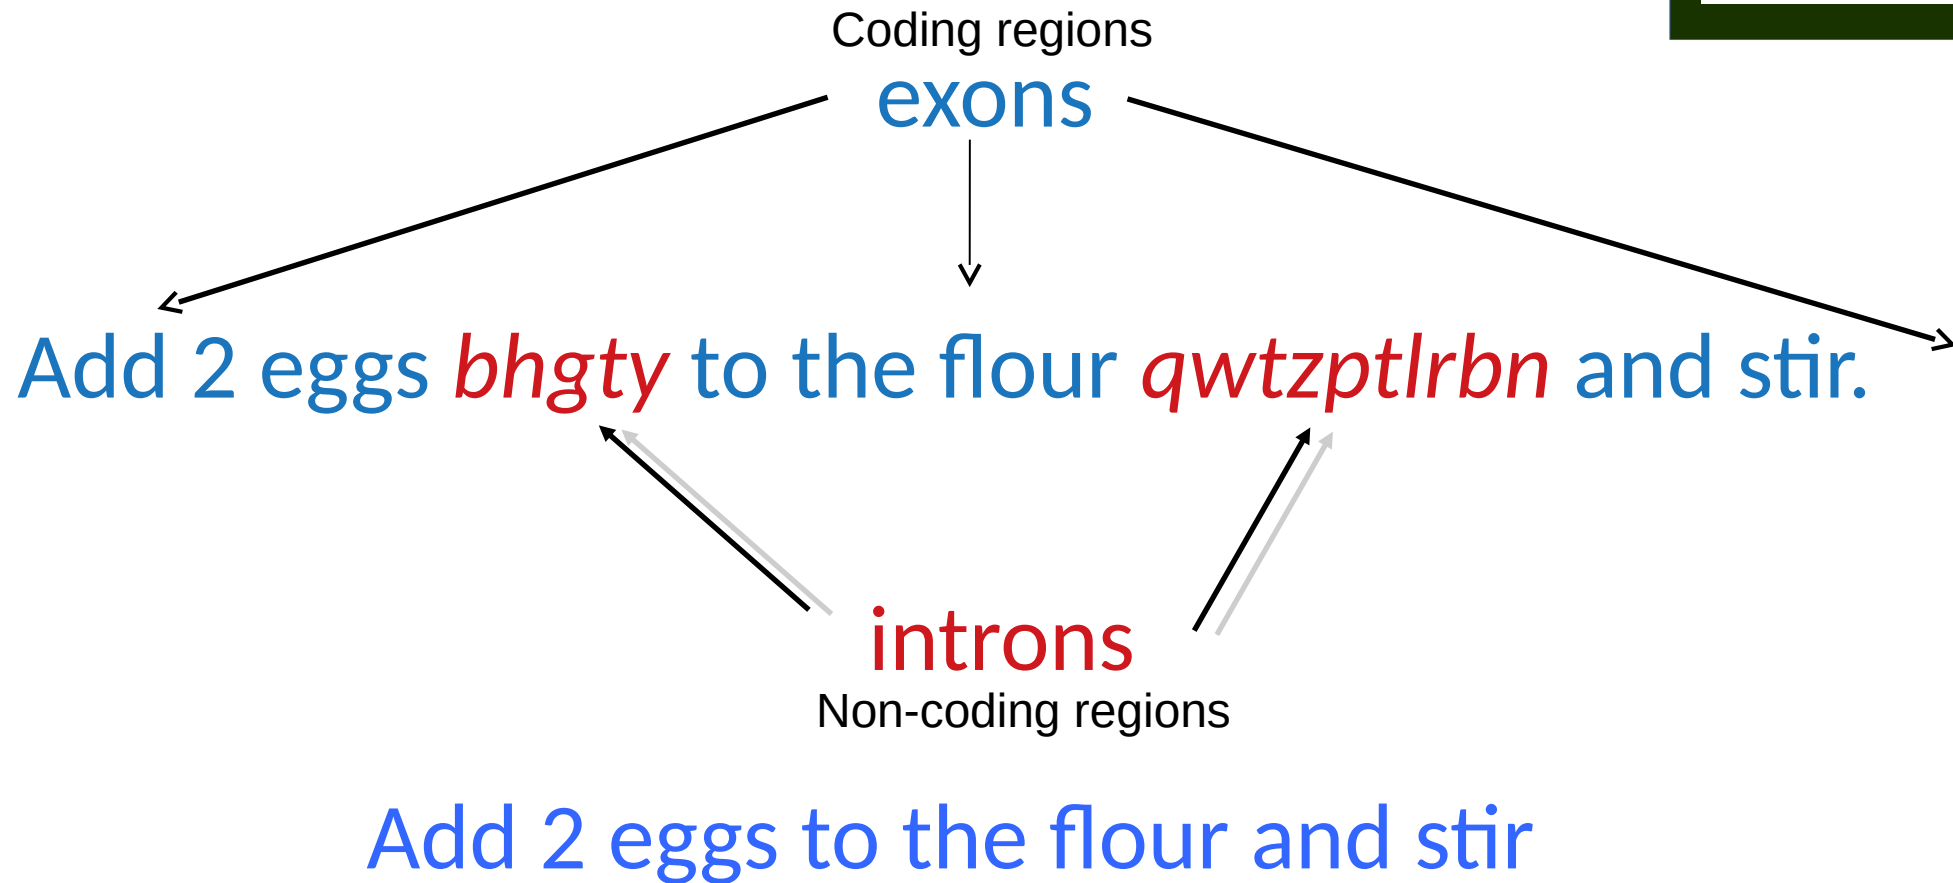 Coding regions
exons
Add 2 eggs bhgty to the flour qwtzptlrbn and stir.
introns
Non-coding regions
Add 2 eggs to the flour and stir